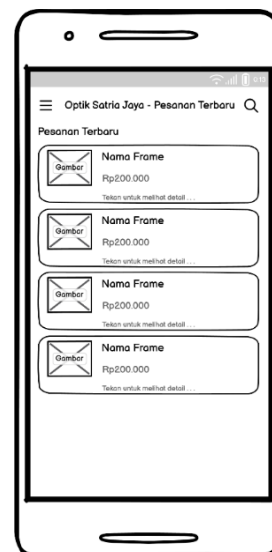 9:13
Optik Satria Jaya - Pesanan Terbaru
Pesanan Terbaru
Gambar
Nama Frame
Rp200.000
Tekan untuk melihat detail . . .
Gambar
Nama Frame
Rp200.000
Tekan untuk melihat detail . . .
Gambar
Nama Frame
Rp200.000
Tekan untuk melihat detail . . .
Gambar
Nama Frame
Rp200.000
Tekan untuk melihat detail . . .